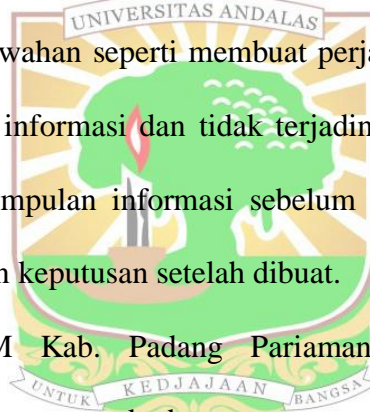 UNIVERSITAS ANDALAS
wahan seperti membuat perja
informasi dan tidak terjadin
mpulan informasi sebelum
n keputusan setelah dibuat.
M Kab. Padang Pariaman
UNTUK KEDJAJAAN BANGSA